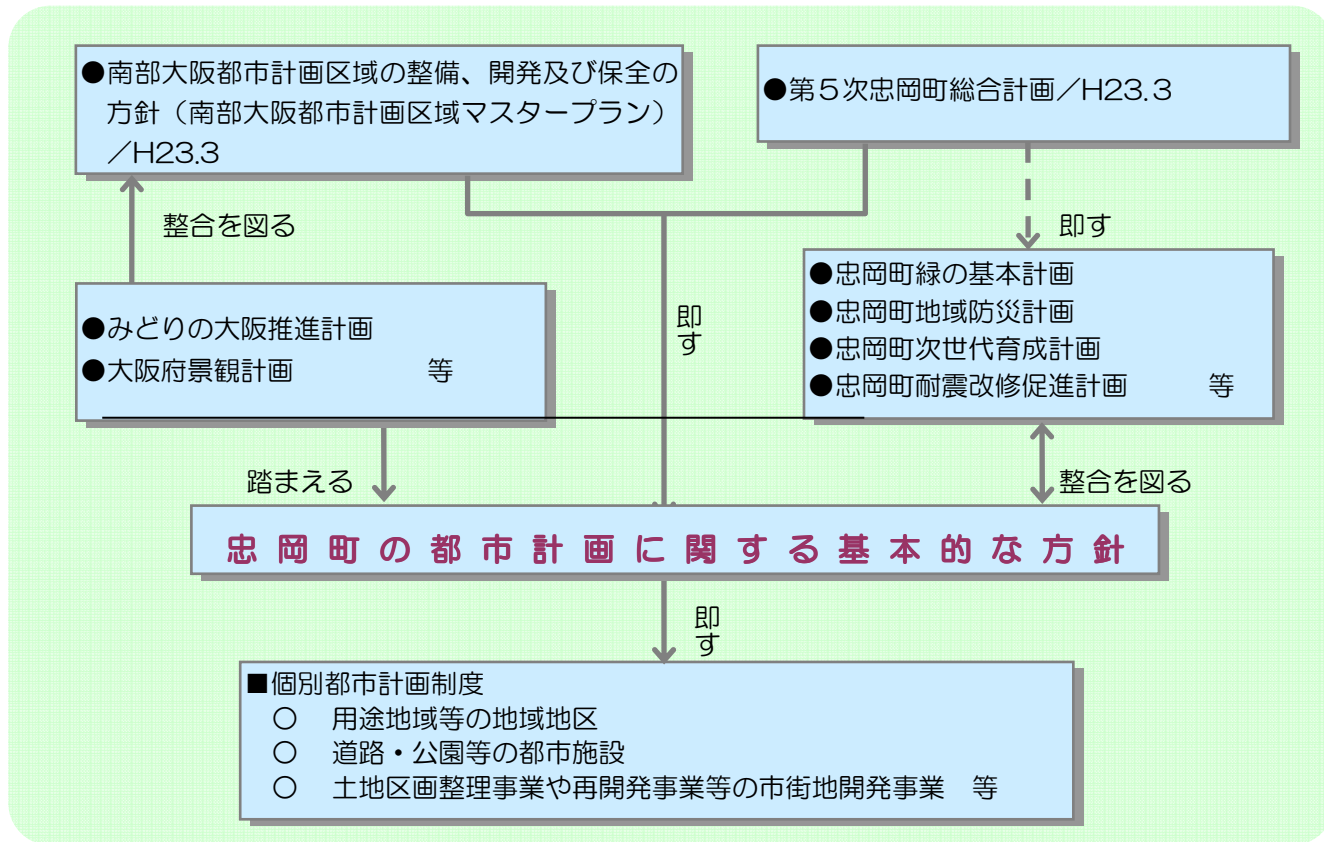 ●南部大阪都市計画区域の整備、開発及び保全の
方針（南部大阪都市計画区域マスタープラン）
／H23.3
●第５次忠岡町総合計画／H23.3
整合を図る
即す
●みどりの大阪推進計画
●大阪府景観計画　等
即す
●忠岡町緑の基本計画
●忠岡町地域防災計画
●忠岡町次世代育成計画
●忠岡町耐震改修促進計画　等
踏まえる
整合を図る
忠岡町の都市計画に関する基本的な方針
即す
■個別都市計画制度
○　用途地域等の地域地区
○　道路・公園等の都市施設
○　土地区画整理事業や再開発事業等の市街地開発事業　等